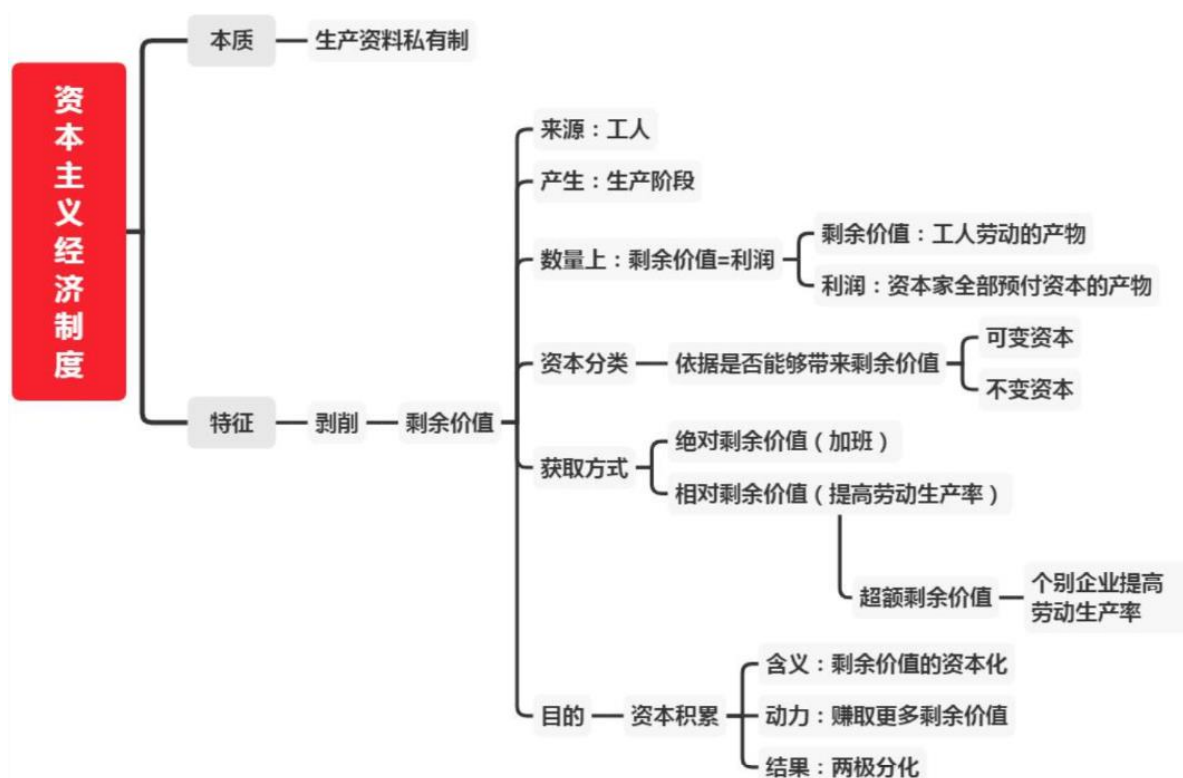 资本主义经济制度
本质
生产资料私有制
特征
剥削
剩余价值
来源：工人
产生：生产阶段
数量上：剩余价值=利润
剩余价值：工人劳动的产物
利润：资本家全部预付资本的产物
资本分类
依据是否能够带来剩余价值
可变资本
不变资本
获取方式
绝对剩余价值（加班）
相对剩余价值（提高劳动生产率）
超额剩余价值
个别企业提高
劳动生产率
目的
资本积累
含义：剩余价值的资本化
动力：赚取更多剩余价值
结果：两极分化